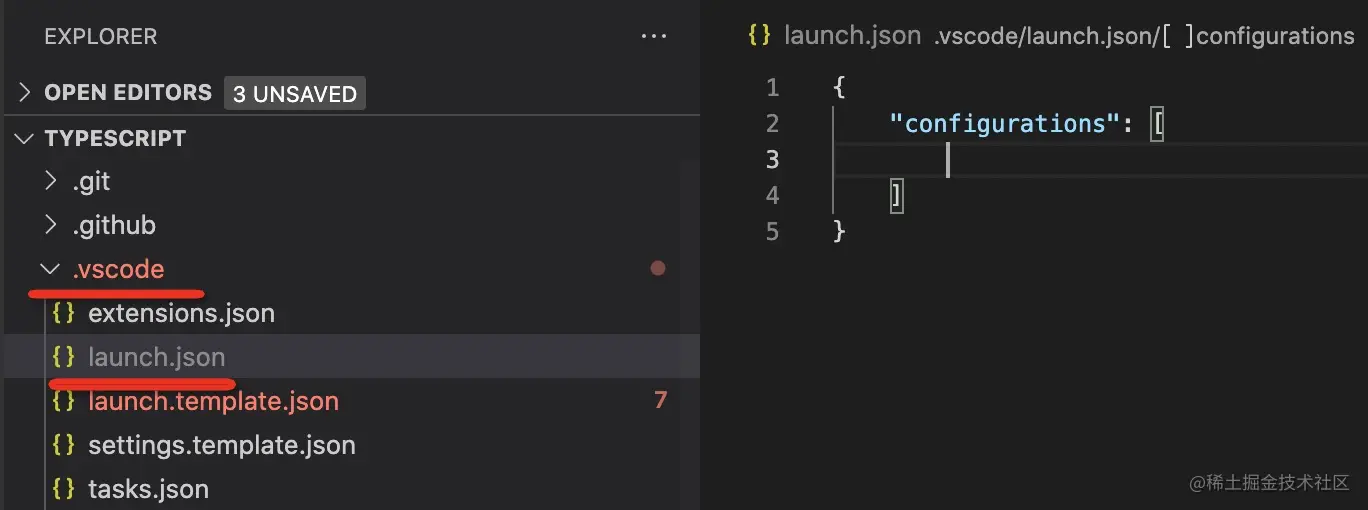 EXPLORER
···
OPEN EDITORS 3 UNSAVED
TYPESCRIPT
.git
.github
.vscode
{} extensions.json
{} launch.json
{} launch.template.json 7
{} settings.template.json
{} tasks.json
{} launch.json .vscode/launch.json/[ ]configurations
1 {
2 "configurations": [
3
4 ]
5 }
@稀土掘金技术社区